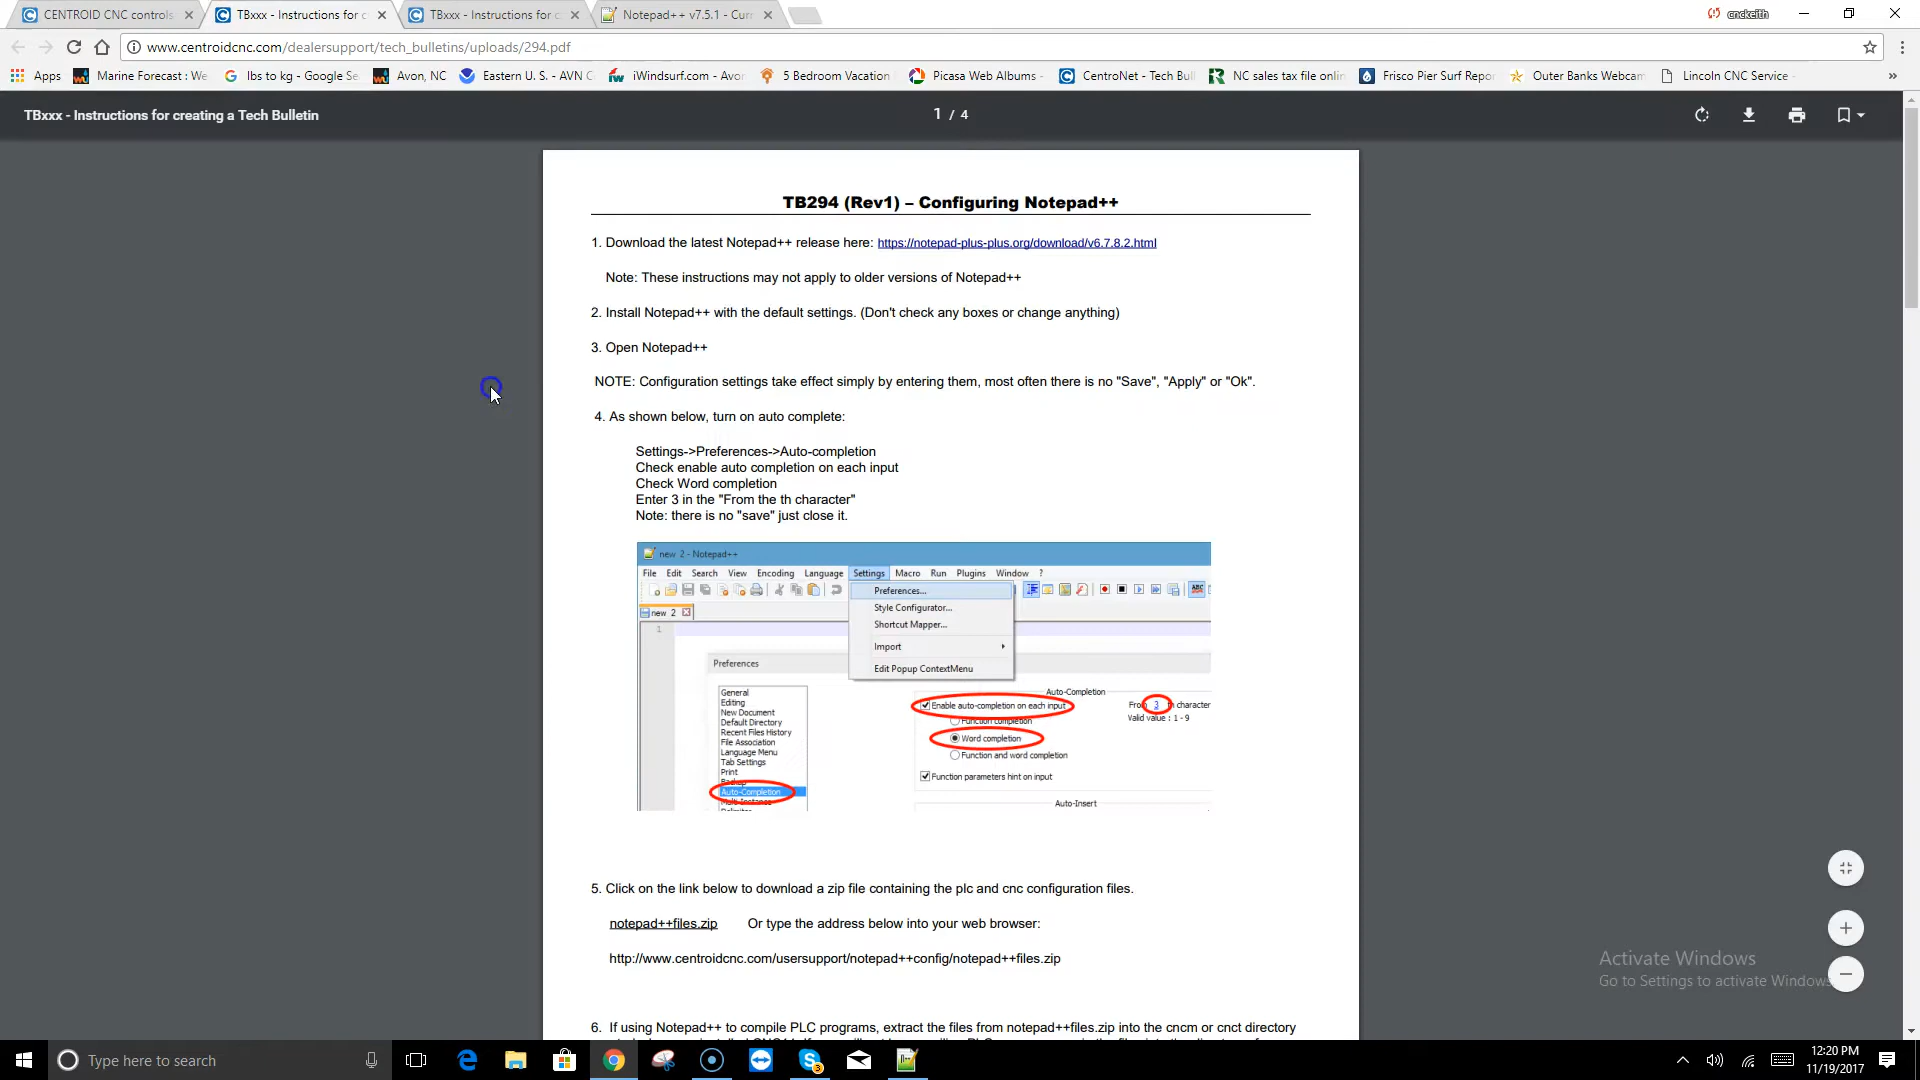 CENTROID CNC controls
TBxxx - Instructions for c
TBxxx - Instructions for c
Notepad++ v7.5.1 - Curr
cnckeith
www.centroidcnc.com/dealersupport/tech_bulletins/uploads/294.pdf
Apps
Marine Forecast : We
lbs to kg - Google Se
Avon, NC
Eastern U. S. - AVN C
iWindsurf.com - Avon
5 Bedroom Vacation
Picasa Web Albums -
CentroNet - Tech Bull
NC sales tax file onlin
Frisco Pier Surf Repo
Outer Banks Webcam
Lincoln CNC Service -
TBxxx - Instructions for creating a Tech Bulletin
1 / 4
TB294 (Rev1) – Configuring Notepad++
1. Download the latest Notepad++ release here: https://notepad-plus-plus.org/download/v6.7.8.2.html
Note: These instructions may not apply to older versions of Notepad++
2. Install Notepad++ with the default settings. (Don't check any boxes or change anything)
3. Open Notepad++
NOTE: Configuration settings take effect simply by entering them, most often there is no "Save", "Apply" or "Ok".
4. As shown below, turn on auto complete:
Settings->Preferences->Auto-completion
Check enable auto completion on each input
Check Word completion
Enter 3 in the "From the th character"
Note: there is no "save" just close it.
new 2 - Notepad++
File Edit Search View Encoding Language Settings Macro Run Plugins Window ?
Preferences...
Style Configurator...
Shortcut Mapper...
Import
Edit Popup ContextMenu
new 2
1
Preferences
General
Editing
New Document
Default Directory
Recent Files History
File Association
Language Menu
Tab Settings
Print
Backup
Auto-Completion
Multi-Instance
Delimiter
Auto-Completion
Enable auto-completion on each input
Function completion
Word completion
Function and word completion
Function parameters hint on input
From 3 th character
Valid value : 1 - 9
Auto-Insert
5. Click on the link below to download a zip file containing the plc and cnc configuration files.
notepad++files.zip Or type the address below into your web browser:
http://www.centroidcnc.com/usersupport/notepad++config/notepad++files.zip
6. If using Notepad++ to compile PLC programs, extract the files from notepad++files.zip into the cncm or cnct directory
Activate Windows
Go to Settings to activate Windows
Type here to search
3
12:20 PM
11/19/2017